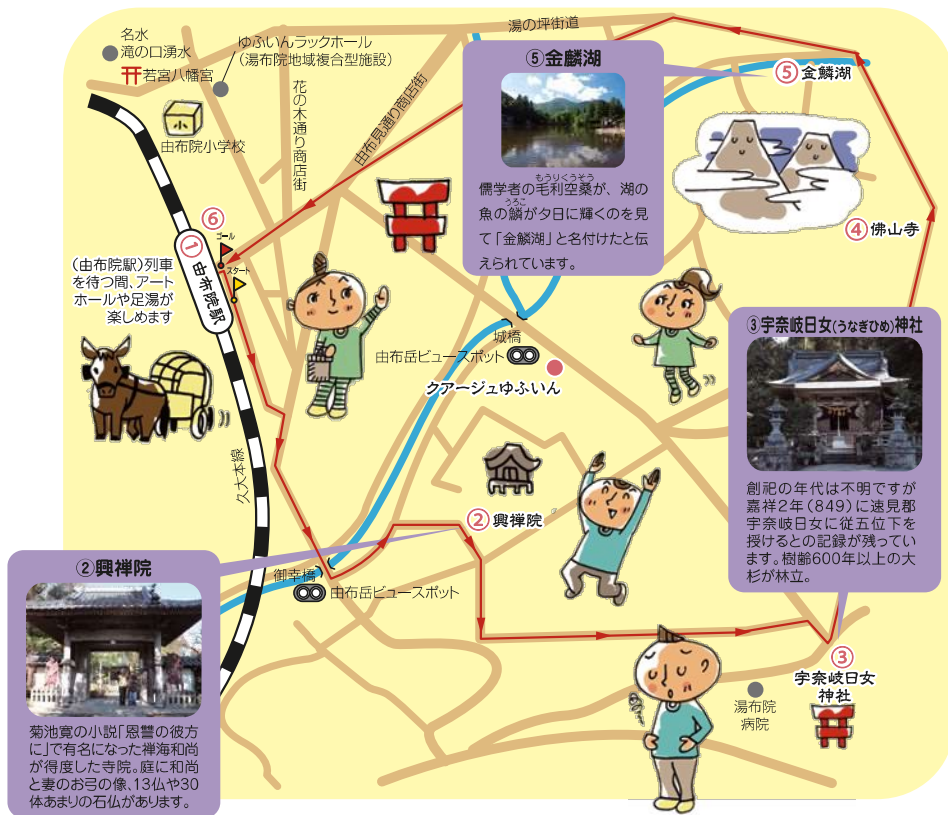 名水
滝の口湧水
若宮八幡宮
ゆふいんラックホール
(湯布院地域複合型施設)
小
由布院小学校
花の木通り商店街
由布見通り商店街
湯の坪街道
⑤金鱗湖
もうりくうそう
儒学者の毛利空桑が、湖の
うろこ
魚の鱗が夕日に輝くのを見
て「金鱗湖」と名付けたと伝
えられています。
⑤金鱗湖
④佛山寺
⑥
ゴール
スタート
①由布院駅
(由布院駅)列車
を待つ間、アート
ホールや足湯が
楽しめます
久大本線
城橋
由布岳ビュースポット
クアージュゆふいん
③宇奈岐日女(うなぎひめ)神社
創祀の年代は不明ですが
嘉祥2年(849)に速見郡
宇奈岐日女に従五位下を
授けるとの記録が残ってい
ます。樹齢600年以上の大
杉が林立。
②興禅院
御幸橋
由布岳ビュースポット
②興禅院
菊池寛の小説「恩讐の彼方
に」で有名になった禅海和尚
が得度した寺院。庭に和尚
と妻のお弓の像、13仏や30
体あまりの石仏があります。
③
宇奈岐日女
神社
湯布院
病院